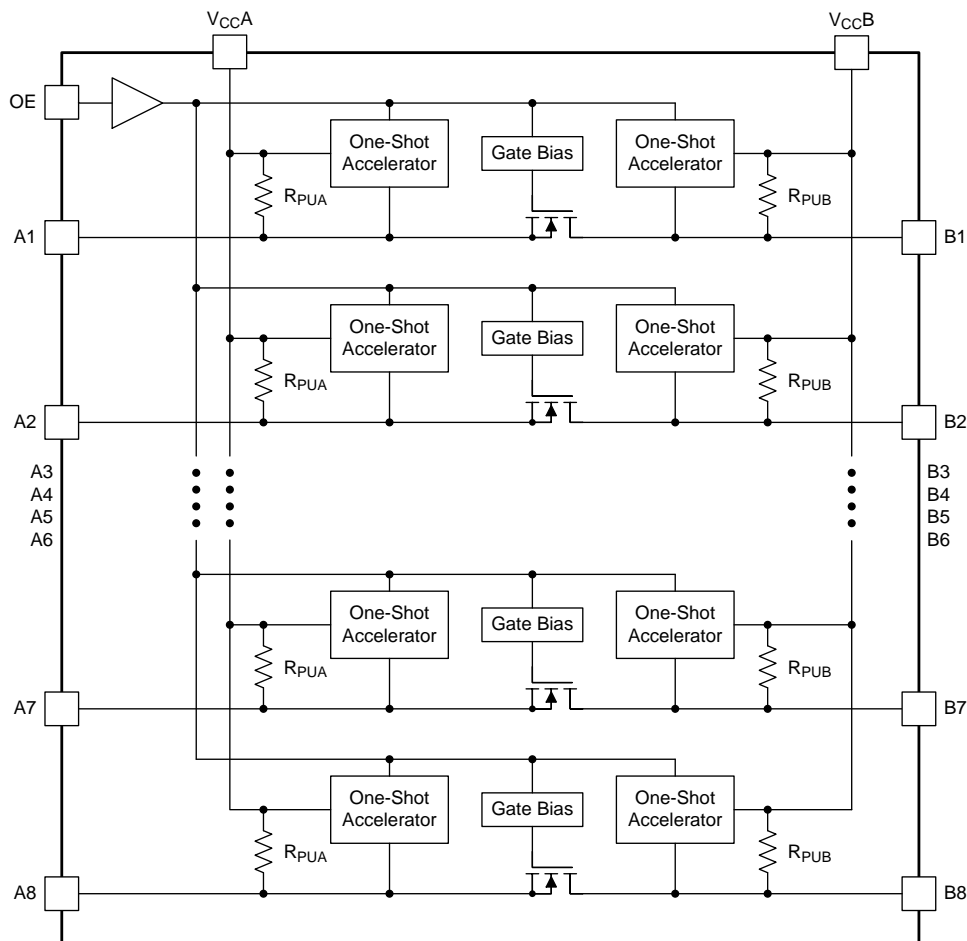 VCCA
VCCB
OE
One-Shot
Accelerator
Gate Bias
One-Shot
Accelerator
RPUA
RPUB
A1
B1
One-Shot
Accelerator
Gate Bias
One-Shot
Accelerator
RPUA
RPUB
A2
B2
A3
A4
A5
A6
B3
B4
B5
B6
One-Shot
Accelerator
Gate Bias
One-Shot
Accelerator
RPUA
RPUB
A7
B7
One-Shot
Accelerator
Gate Bias
One-Shot
Accelerator
RPUA
RPUB
A8
B8